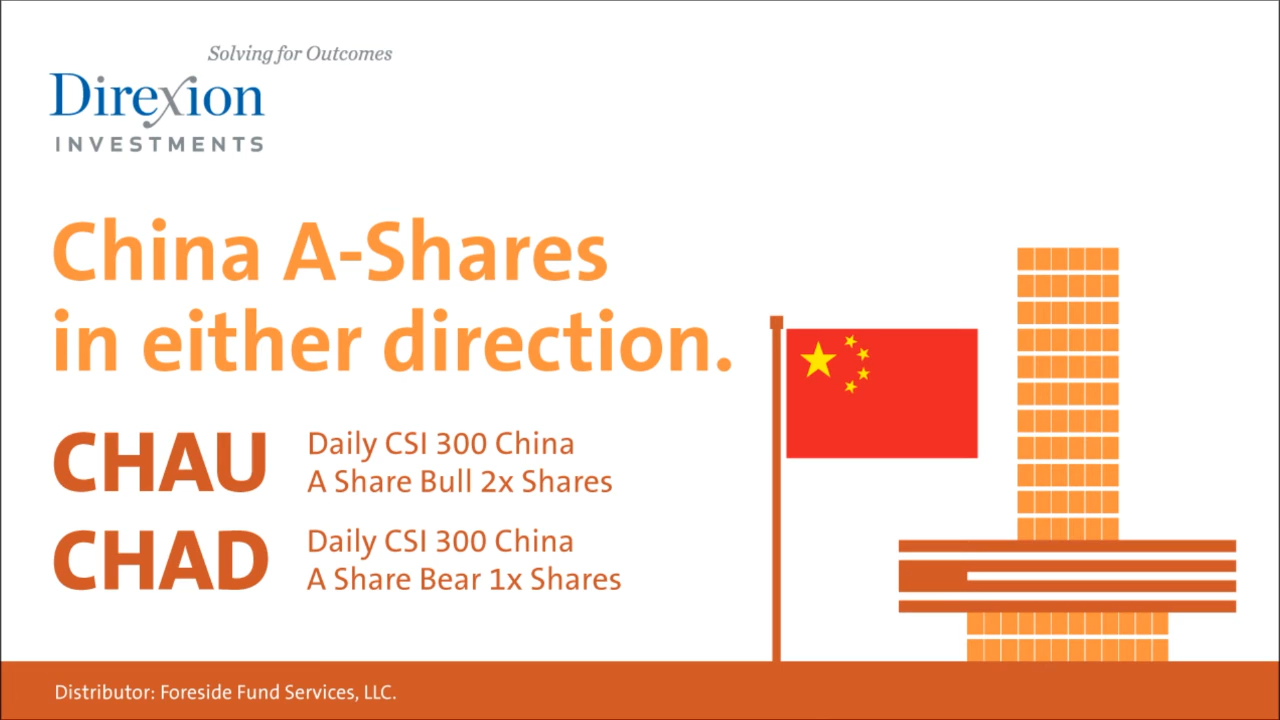 Solving for Outcomes
Direxion
INVESTMENTS
China A-Shares
in either direction.
CHAU
Daily CSI 300 China
A Share Bull 2x Shares
CHAD
Daily CSI 300 China
A Share Bear 1x Shares
Distributor: Foreside Fund Services, LLC.